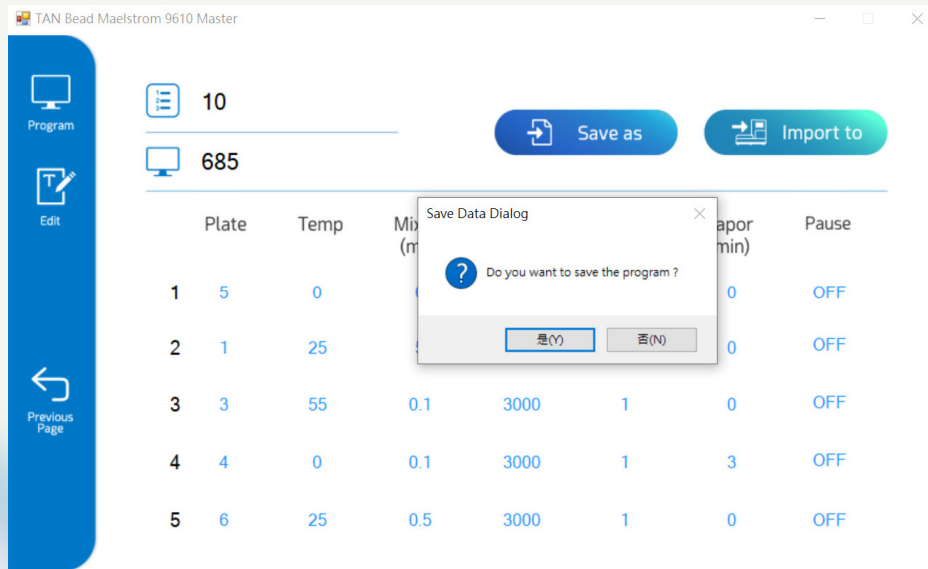 TAN Bead Maelstrom 9610 Master
Program
Edit
Previous
Page
10
685
Save as
Import to
Plate Temp Pause
Save Data Dialog
Do you want to save the program ?
是(Y) 否(N)
1 5 0 0 OFF
2 1 25 0 OFF
3 3 55 0.1 3000 1 0 OFF
4 4 0 0.1 3000 1 3 OFF
5 6 25 0.5 3000 1 0 OFF